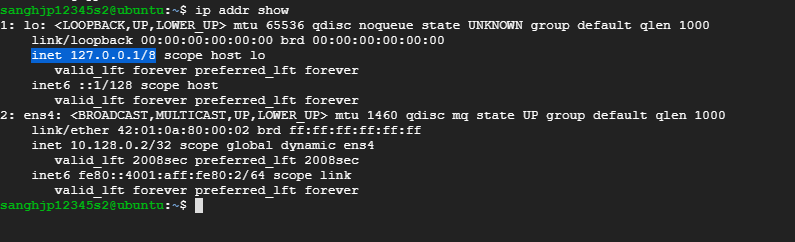 sanghjp12345s2@ubuntu:~$ ip addr show
1: lo: <LOOPBACK,UP,LOWER_UP> mtu 65536 qdisc noqueue state UNKNOWN group default qlen 1000
link/loopback 00:00:00:00:00:00 brd 00:00:00:00:00:00
inet 127.0.0.1/8 scope host lo
valid_lft forever preferred_lft forever
inet6 ::1/128 scope host
valid_lft forever preferred_lft forever
2: ens4: <BROADCAST,MULTICAST,UP,LOWER_UP> mtu 1460 qdisc mq state UP group default qlen 1000
link/ether 42:01:0a:80:00:02 brd ff:ff:ff:ff:ff:ff
inet 10.128.0.2/32 scope global dynamic ens4
valid_lft 2008sec preferred_lft 2008sec
inet6 fe80::4001:aff:fe80:2/64 scope link
valid_lft forever preferred_lft forever
sanghjp12345s2@ubuntu:~$